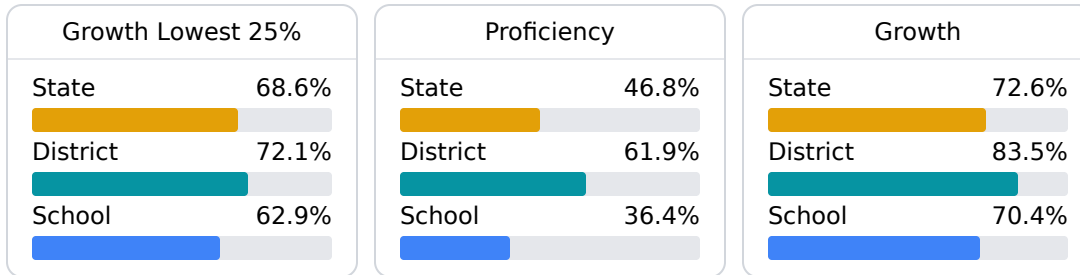 Growth Lowest 25%
State 68.6%
District 72.1%
School 62.9%
Proficiency
State 46.8%
District 61.9%
School 36.4%
Growth
State 72.6%
District 83.5%
School 70.4%